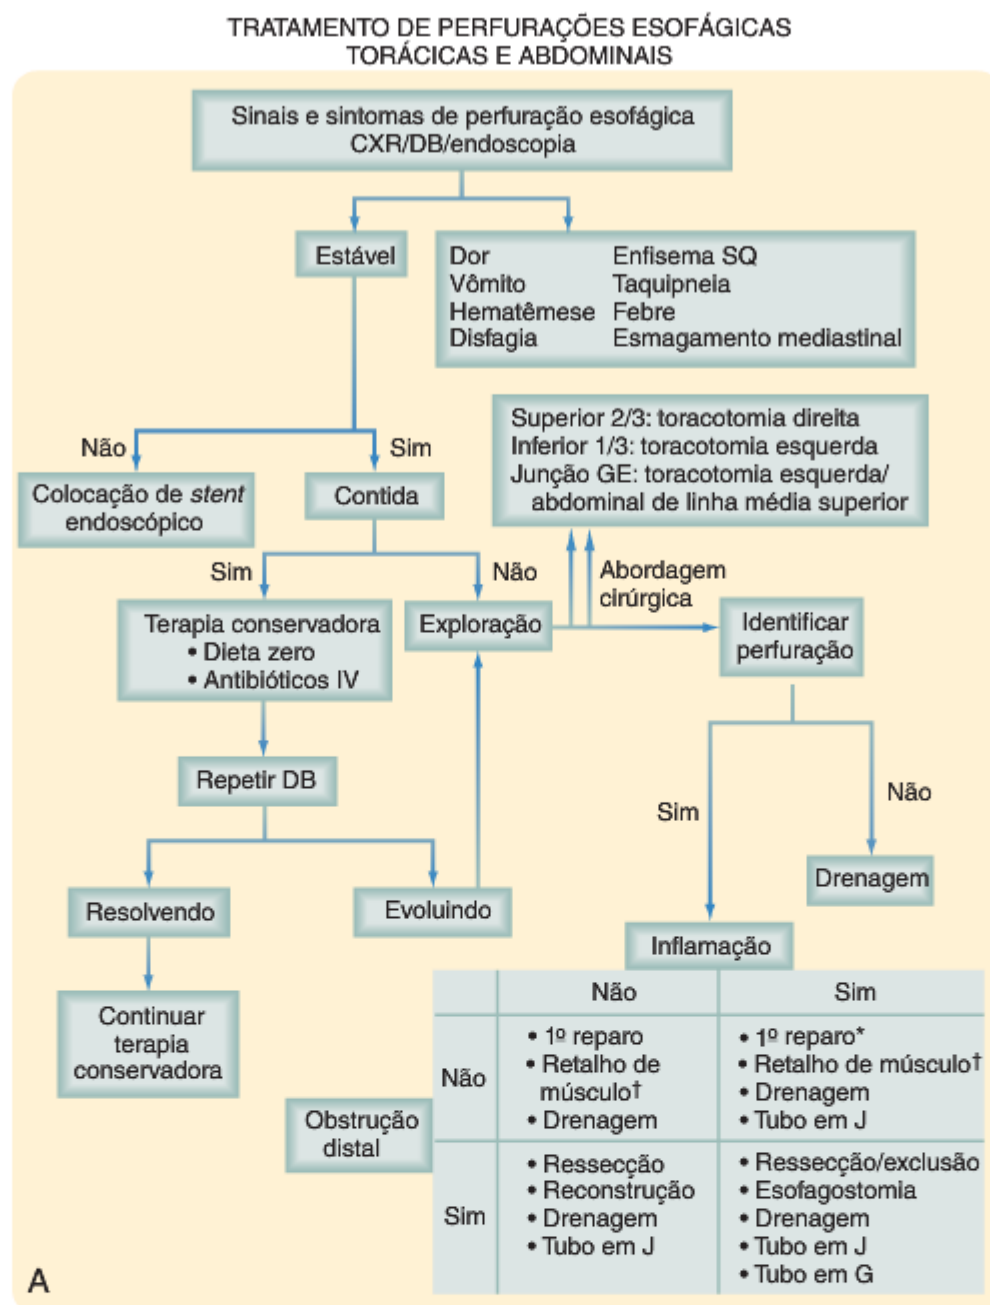 TRATAMENTO DE PERFURAÇÕES ESOFÁGICAS
TORÁCICAS E ABDOMINAIS
Sinais e sintomas de perfuração esofágica
CXR/DB/endoscopia
Estável
Dor Enfisema SQ
Vômito Taquipneia
Hematêmese Febre
Disfagia Esmagamento mediastinal
Superior 2/3: toracotomia direita
Inferior 1/3: toracotomia esquerda
Junção GE: toracotomia esquerda/
abdominal de linha média superior
Não
Sim
Colocação de stent
endoscópico
Contida
Sim
Não
Abordagem
cirúrgica
Terapia conservadora
• Dieta zero
• Antibióticos IV
Exploração
Identificar
perfuração
Repetir DB
Sim
Não
Drenagem
Resolvendo
Evoluindo
Inflamação
Continuar
terapia
conservadora
Não
Sim
Obstrução
distal
Não
• 1º reparo
• Retalho de
músculo†
• Drenagem
• 1º reparo*
• Retalho de músculo†
• Drenagem
• Tubo em J
Sim
• Ressecção
• Reconstrução
• Drenagem
• Tubo em J
• Ressecção/exclusão
• Esofagostomia
• Drenagem
• Tubo em J
• Tubo em G
A